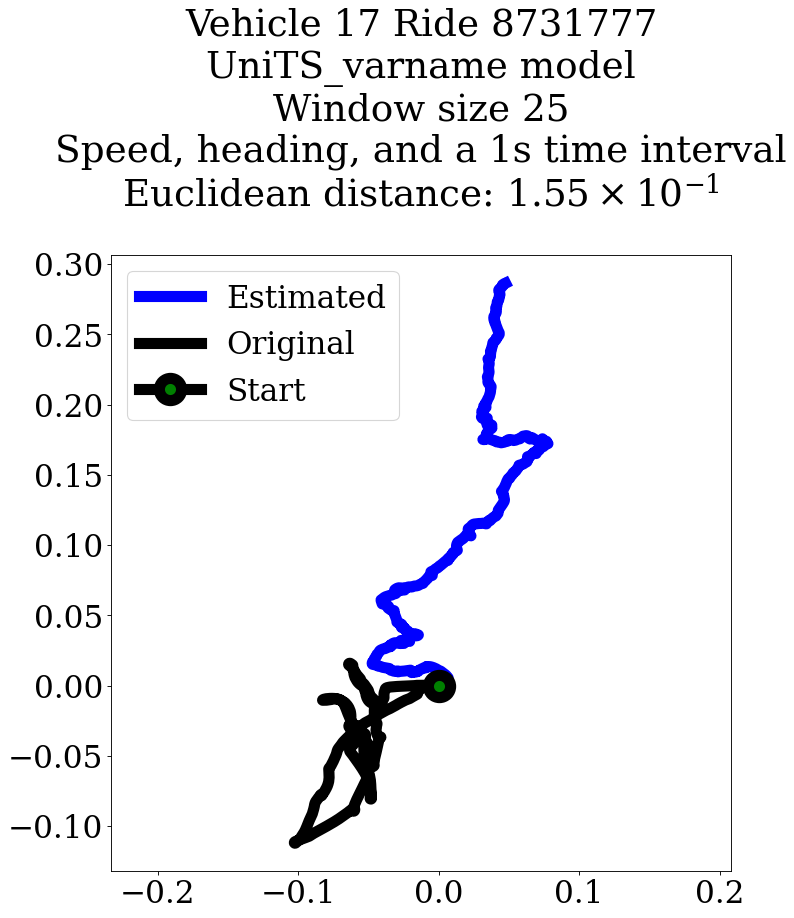 Vehicle 17 Ride 8731777
UniTS_varname model
Window size 25
Speed, heading, and a 1s time interval
Euclidean distance: 1.55 × 10⁻¹
Estimated
Original
Start
0.30
0.25
0.20
0.15
0.10
0.05
0.00
−0.05
−0.10
−0.2
−0.1
0.0
0.1
0.2